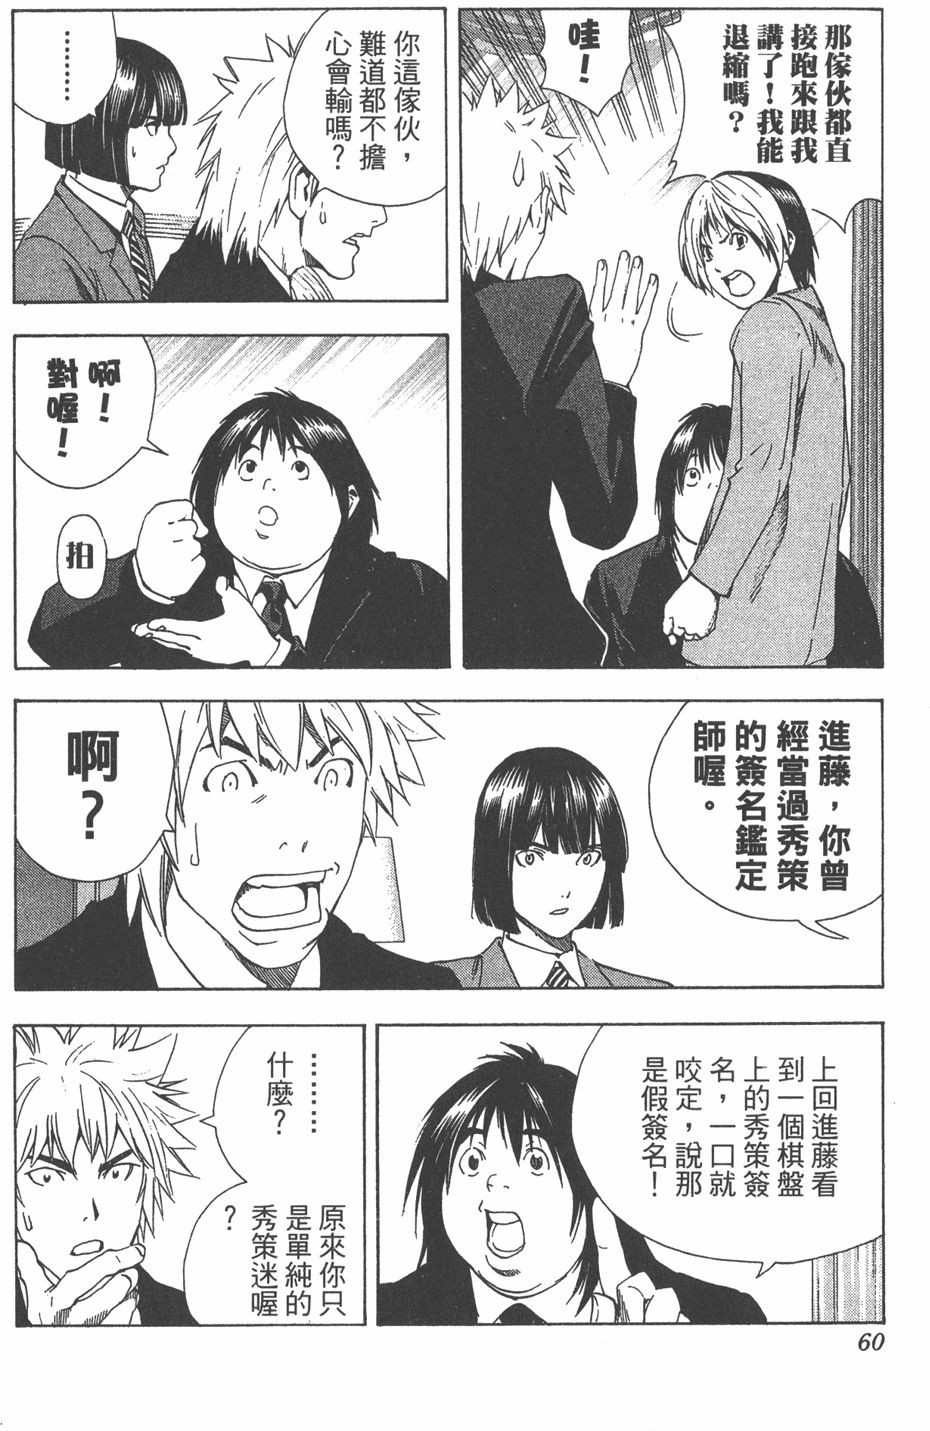 那傢伙都直
接跑來跟我
講了！我能
退縮嗎？
哇！
你這傢伙，
難道都不擔
心會輸嗎？
………
啊！
對喔！
拍
進藤，你曾
經當過秀策
的簽名鑑定
師喔。
啊？
上回進藤看
到一個棋盤
上的秀策簽
名，一口就
咬定，說那
是假簽名！
………
什麼？
原來你只
是單純的
秀策迷喔
？
60